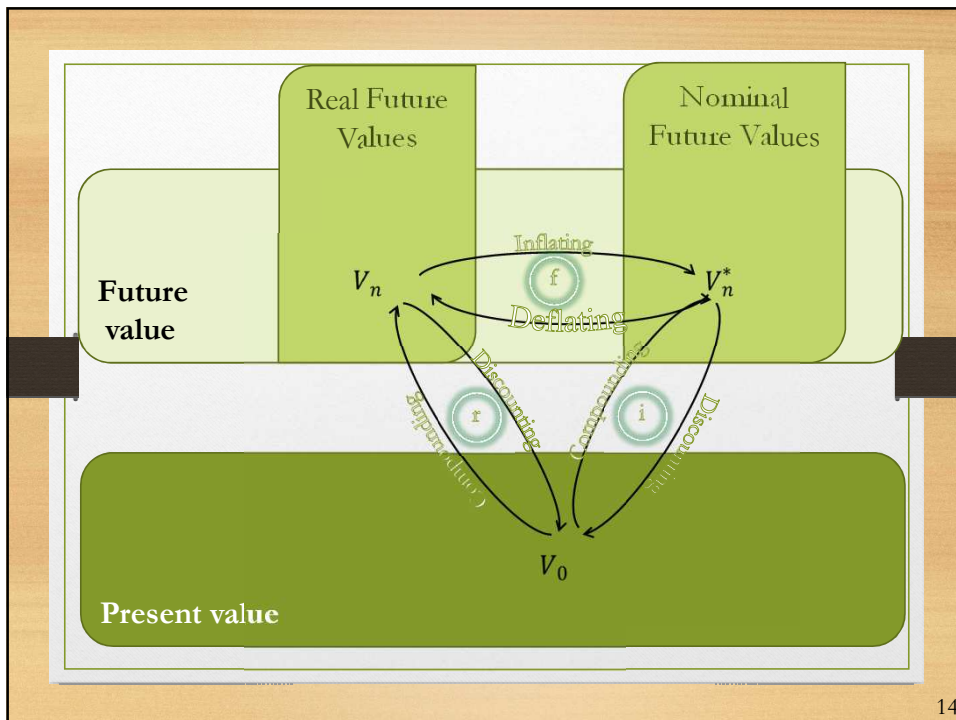 Real Future
Values
Nominal
Future Values
Inflating
f
Future
value
V_n
V_n^*
Deflating
Discounting
Compounding
r
Compounding
i
Discounting
V_0
Present value
14